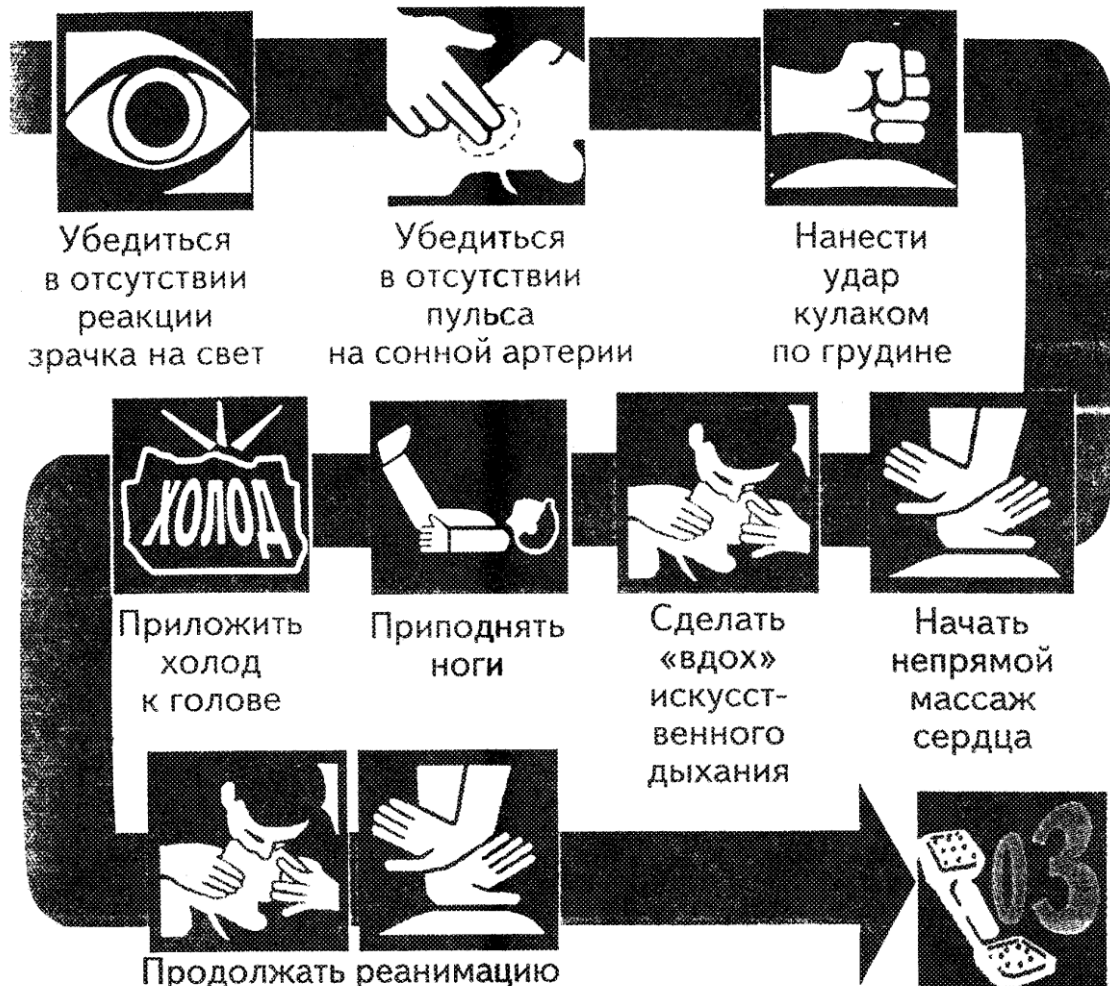 Убедиться
в отсутствии
реакции
зрачка на свет
Убедиться
в отсутствии
пульса
на сонной артерии
Нанести
удар
кулаком
по грудине
Начать
непрямой
массаж
сердца
Сделать
«вдох»
искусст-
венного
дыхания
Приподнять
ноги
ХОЛОД
Приложить
холод
к голове
Продолжать реанимацию
03